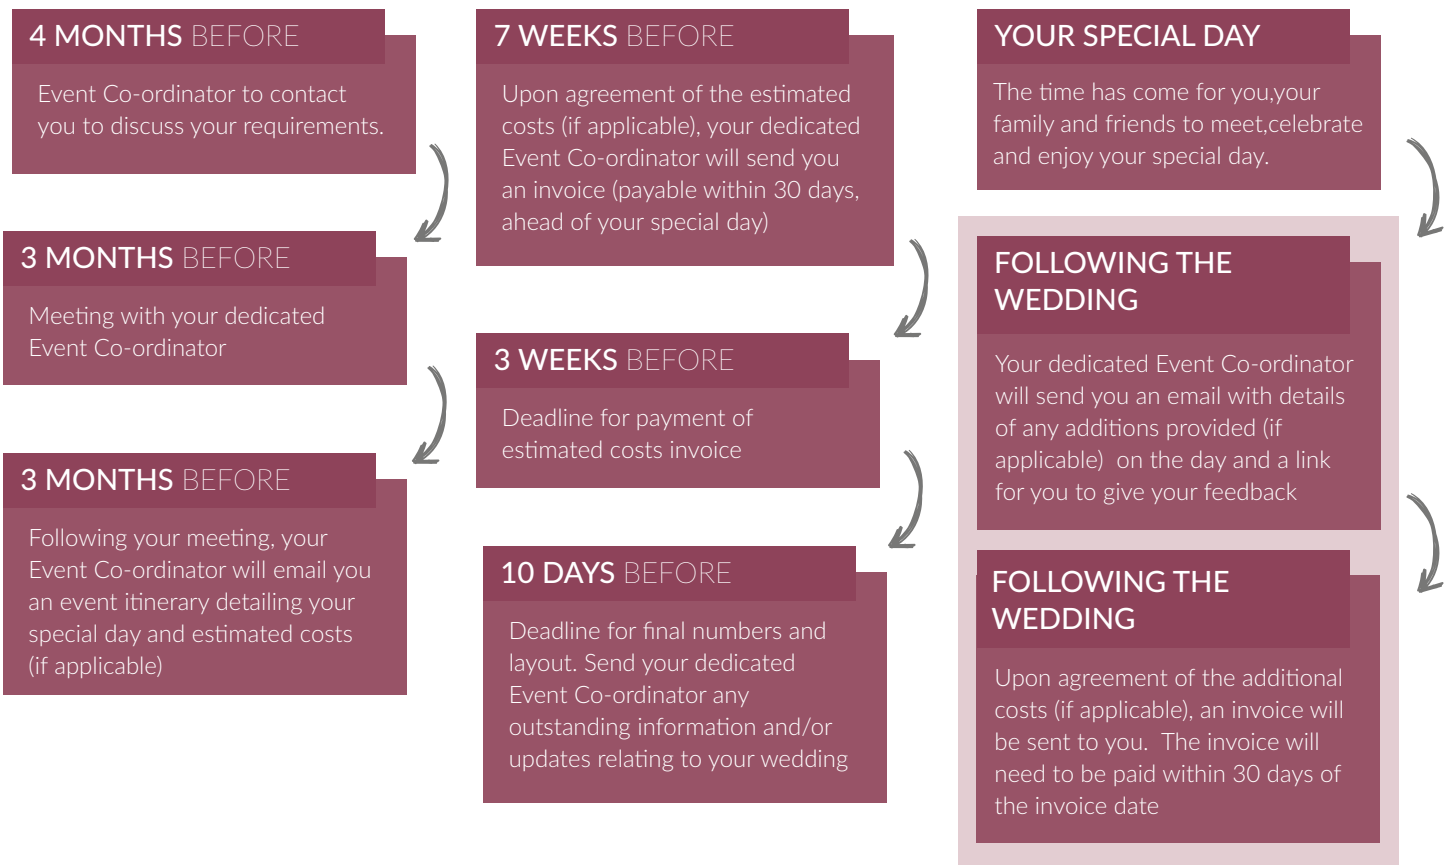 4 MONTHS BEFORE
Event Co-ordinator to contact
you to discuss your requirements.
3 MONTHS BEFORE
Meeting with your dedicated
Event Co-ordinator
3 MONTHS BEFORE
Following your meeting, your
Event Co-ordinator will email you
an event itinerary detailing your
special day and estimated costs
(if applicable)
7 WEEKS BEFORE
Upon agreement of the estimated
costs (if applicable), your dedicated
Event Co-ordinator will send you
an invoice (payable within 30 days,
ahead of your special day)
3 WEEKS BEFORE
Deadline for payment of
estimated costs invoice
10 DAYS BEFORE
Deadline for final numbers and
layout. Send your dedicated
Event Co-ordinator any
outstanding information and/or
updates relating to your wedding
YOUR SPECIAL DAY
The time has come for you,your
family and friends to meet,celebrate
and enjoy your special day.
FOLLOWING THE
WEDDING
Your dedicated Event Co-ordinator
will send you an email with details
of any additions provided (if
applicable)  on the day and a link
for you to give your feedback
FOLLOWING THE
WEDDING
Upon agreement of the additional
costs (if applicable), an invoice will
be sent to you.  The invoice will
need to be paid within 30 days of
the invoice date